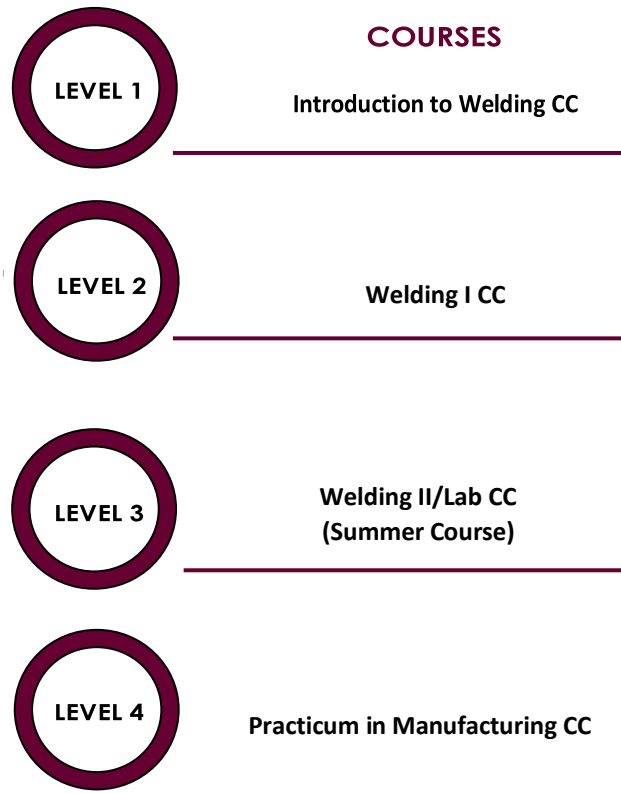 COURSES
LEVEL 1
Introduction to Welding CC
LEVEL 2
Welding I CC
LEVEL 3
Welding II/Lab CC
(Summer Course)
LEVEL 4
Practicum in Manufacturing CC